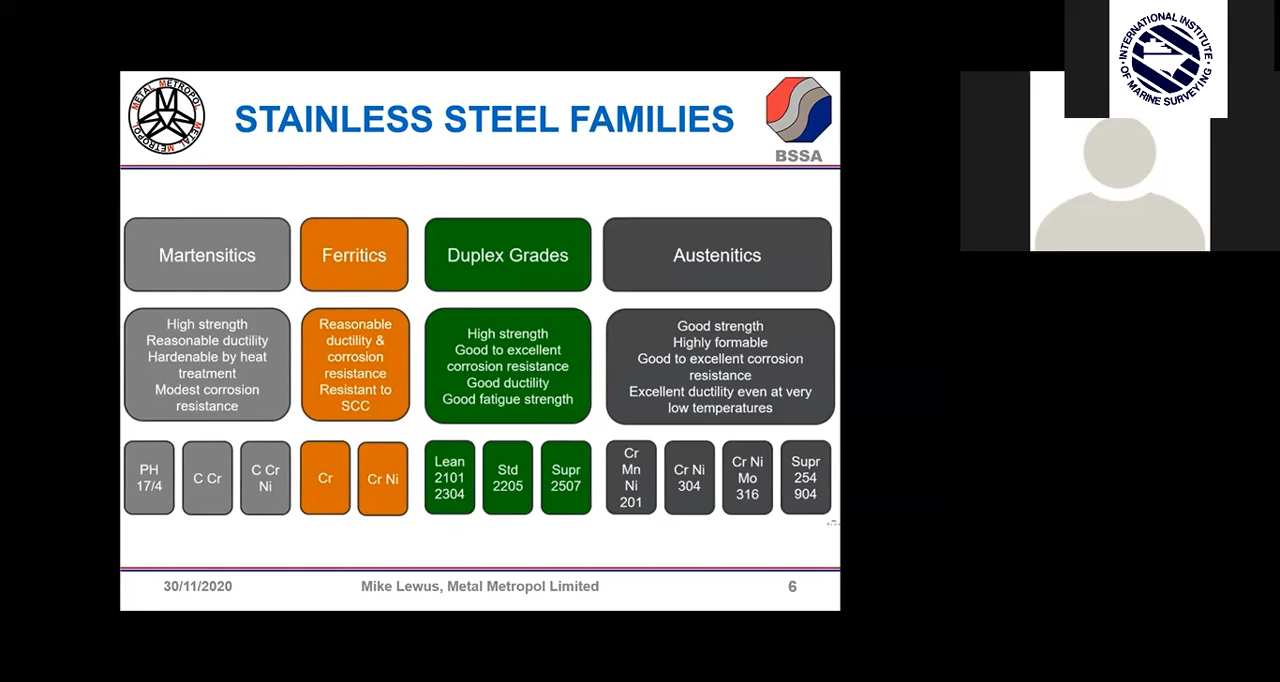 INTERNATIONAL INSTITUTE
OF MARINE SURVEYING
METAL METROPOL
METAL METROPOL
STAINLESS STEEL FAMILIES
BSSA
Martensitics
Ferritics
Duplex Grades
Austenitics
High strength
Reasonable ductility
Hardenable by heat
treatment
Modest corrosion
resistance
Reasonable
ductility &
corrosion
resistance
Resistant to
SCC
High strength
Good to excellent
corrosion resistance
Good ductility
Good fatigue strength
Good strength
Highly formable
Good to excellent corrosion
resistance
Excellent ductility even at very
low temperatures
PH
17/4
C Cr
C Cr
Ni
Cr
Cr Ni
Lean
2101
2304
Std
2205
Supr
2507
Cr
Mn
Ni
201
Cr Ni
304
Cr Ni
Mo
316
Supr
254
904
30/11/2020
Mike Lewus, Metal Metropol Limited
6